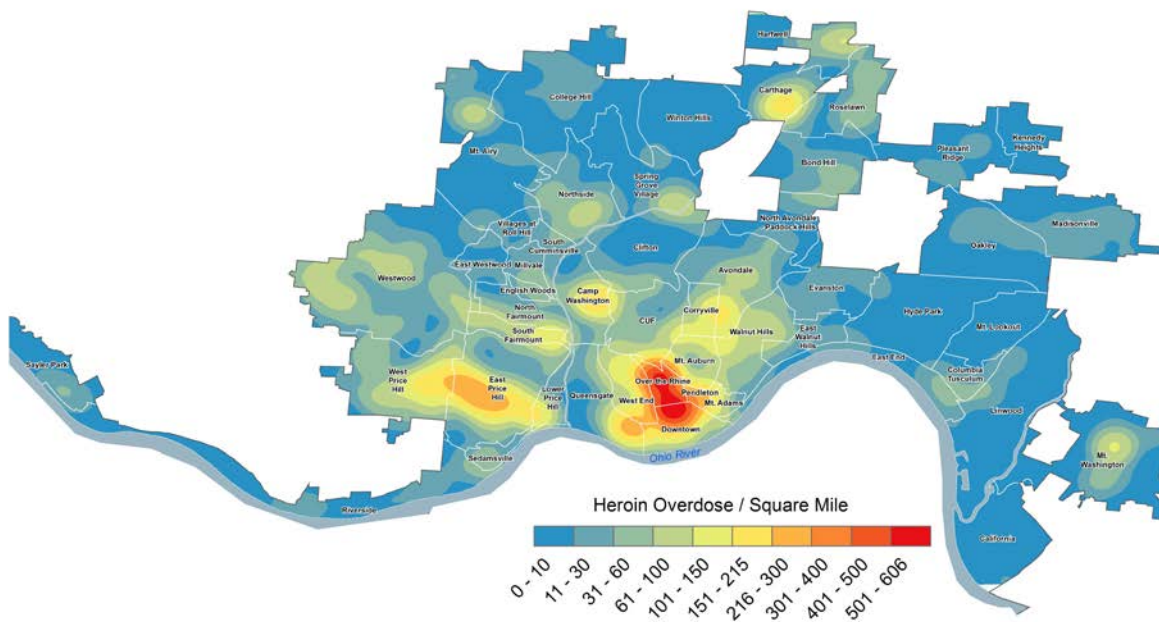 Hartwell
Carthage
College Hill
Roselawn
Winton Hills
Kennedy
Heights
Pleasant
Ridge
Mt. Airy
Bond Hill
Spring
Grove
Village
Northside
North Avondale
Paddock Hills
Villages at
Roll Hill
Madisonville
South
Cumminsville
Clifton
Oakley
East Westwood
Millvale
Avondale
Westwood
English Woods
Camp
Washington
Evanston
North
Fairmount
CUF
Corryville
Hyde Park
South
Fairmount
Walnut Hills
East
Walnut
Hills
Mt. Lookout
Mt. Auburn
East End
Sayler Park
West
Price
Hill
East
Price
Hill
Over-the-Rhine
Columbia
Tusculum
Lower
Price
Hill
Queensgate
Pendleton
West End
Mt. Adams
Linwood
Downtown
Ohio River
Sedamsville
Mt.
Washington
Riverside
California
Heroin Overdose / Square Mile
0 - 10
11 - 30
31 - 60
61 - 100
101 - 150
151 - 215
216 - 300
301 - 400
401 - 500
501 - 606